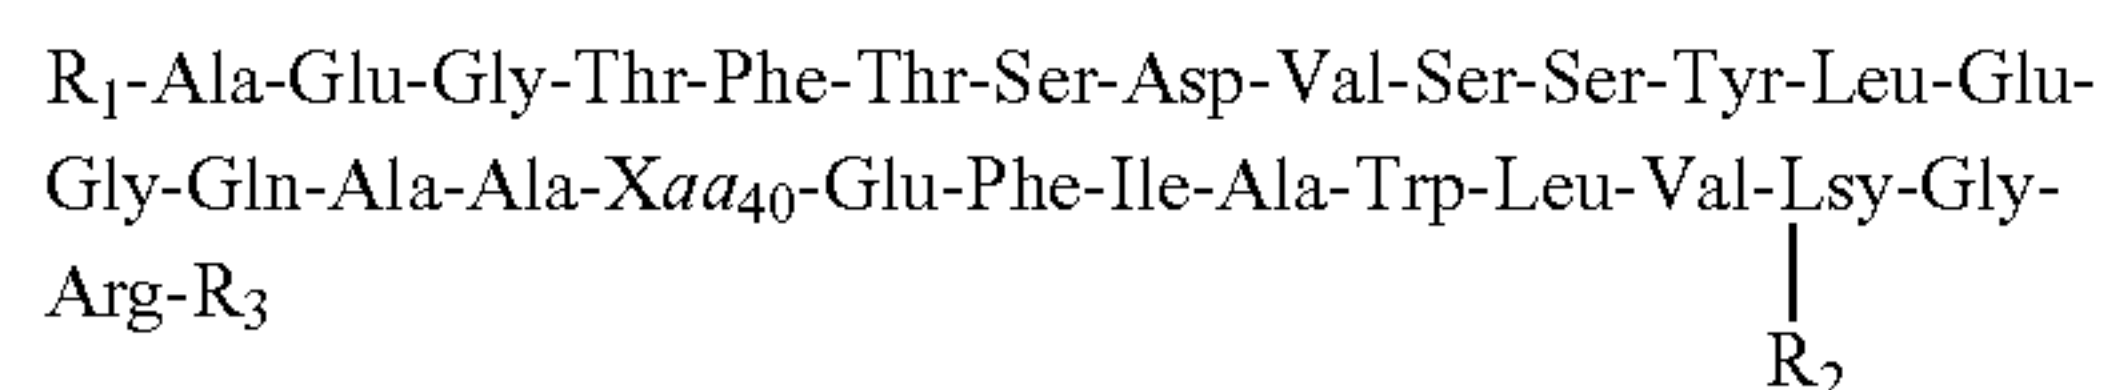 R₁-Ala-Glu-Gly-Thr-Phe-Thr-Ser-Asp-Val-Ser-Ser-Tyr-Leu-Glu-
Gly-Gln-Ala-Ala-Xaa₄₀-Glu-Phe-Ile-Ala-Trp-Leu-Val-Lsy-Gly-
Arg-R₃
R₂